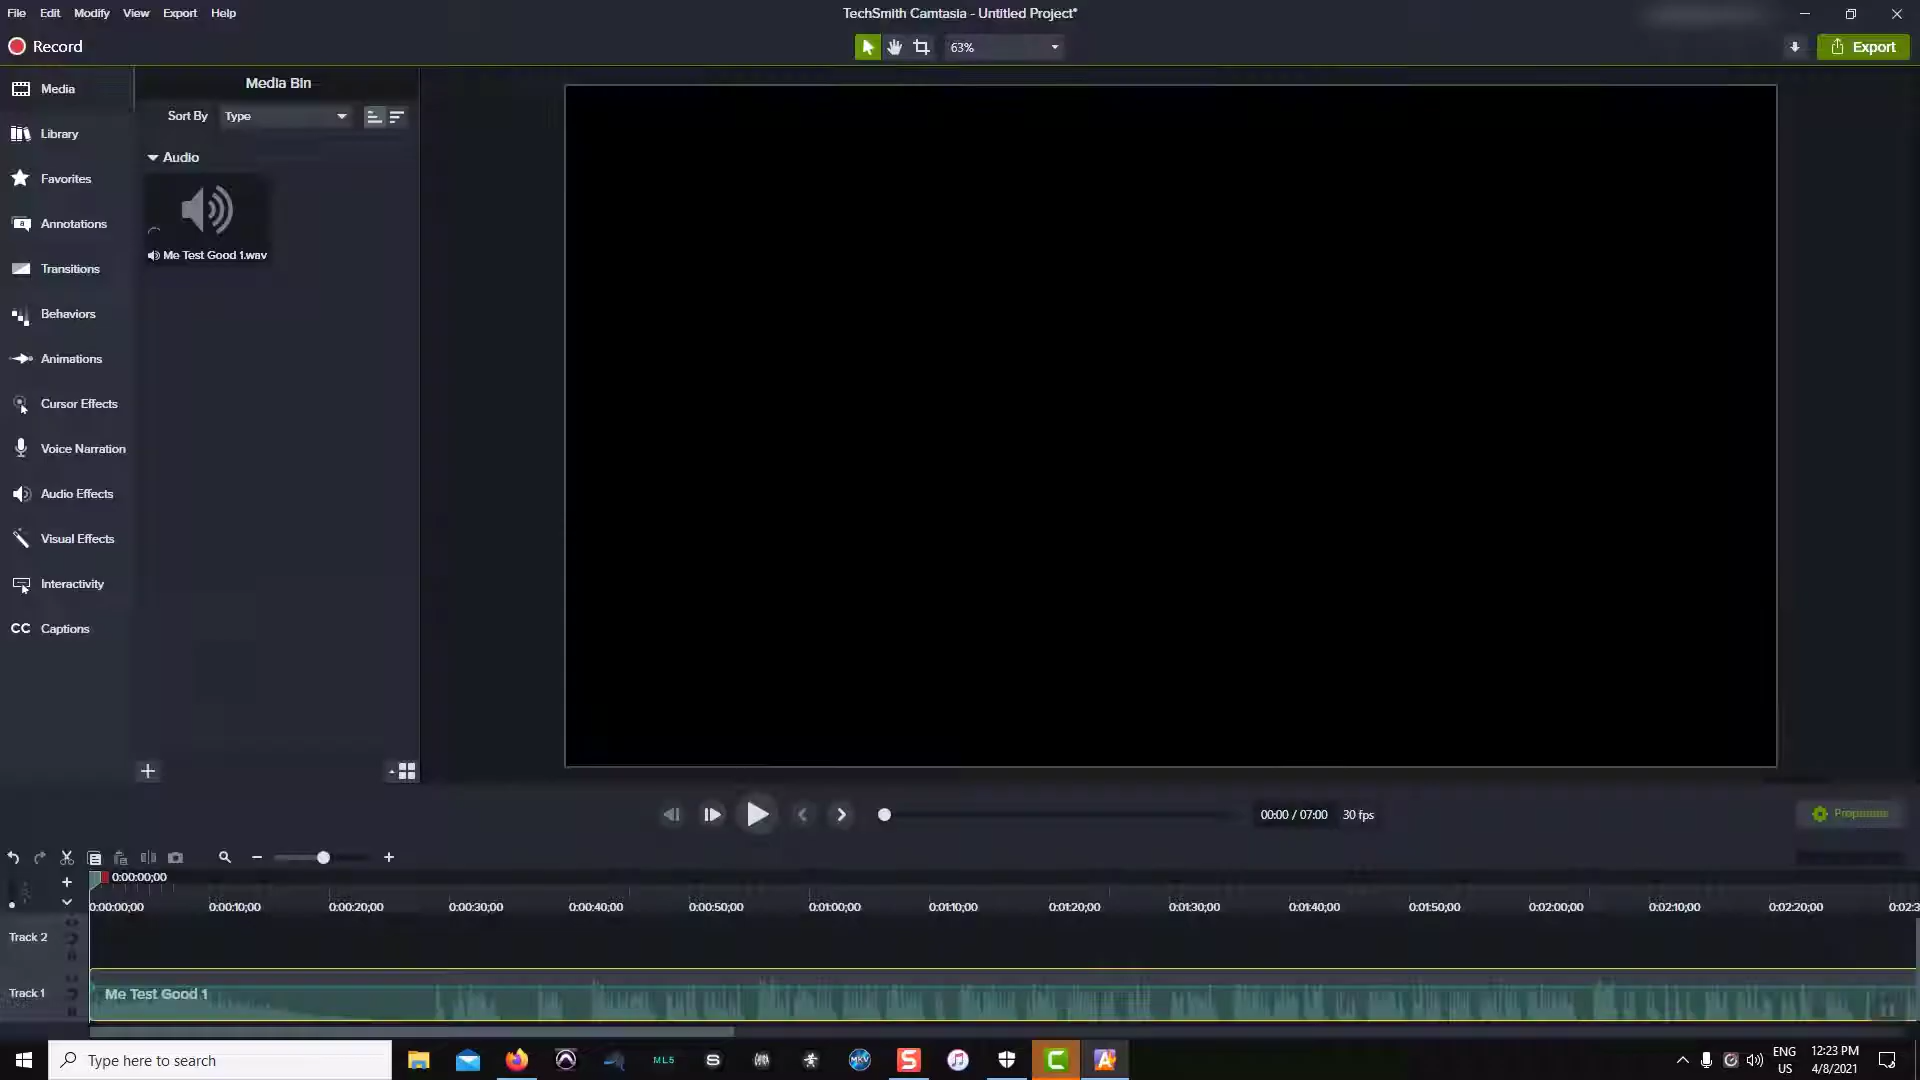 File Edit Modify View Export Help
TechSmith Camtasia - Untitled Project*
Record
63%
Export
Media
Library
Favorites
Annotations
Transitions
Behaviors
Animations
Cursor Effects
Voice Narration
Audio Effects
Visual Effects
Interactivity
CC Captions
Media Bin
Sort By Type
Audio
Me Test Good 1.wav
00:00 / 07:00 30 fps
Properties
0:00:00;00
0:00:00;00 0:00:10;00 0:00:20;00 0:00:30;00 0:00:40;00 0:00:50;00 0:01:00;00 0:01:10;00 0:01:20;00 0:01:30;00 0:01:40;00 0:01:50;00 0:02:00;00 0:02:10;00 0:02:20;00 0:02:3
Track 2
Track 1
Me Test Good 1
Type here to search
ML5
S
MKV
S
C
ENG
US
12:23 PM
4/8/2021